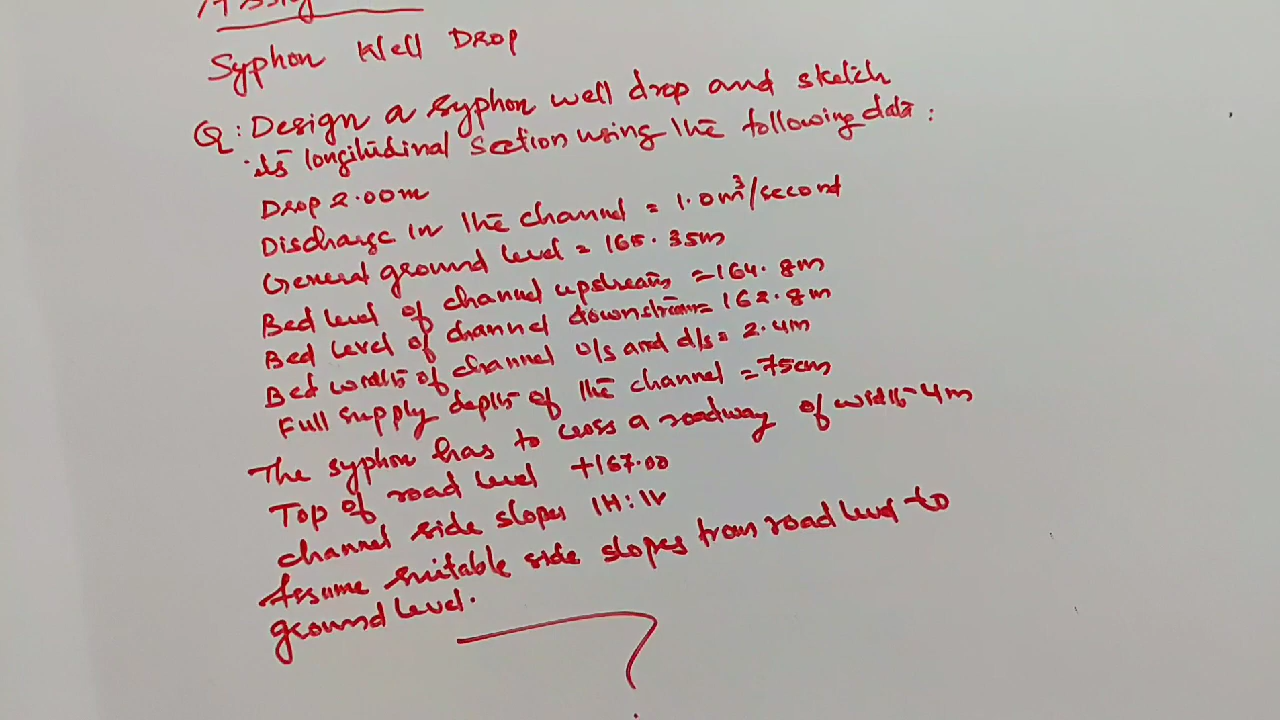 Syphon Well Drop
Q: Design a syphon well drop and sketch
its longitudinal section using the following data:
Drop 2.00m
Discharge in the channel = 1.0 m³/second
General ground level = 165.35m
Bed level of channel upstream = 164.8m
Bed level of channel downstream = 162.8m
Bed width of channel u/s and d/s = 2.4m
Full supply depth of the channel = 75cm
The syphon has to cross a roadway of width-4m
Top of road level +167.00
channel side slopes 1H:1V
Assume suitable side slopes from road level to
ground level.